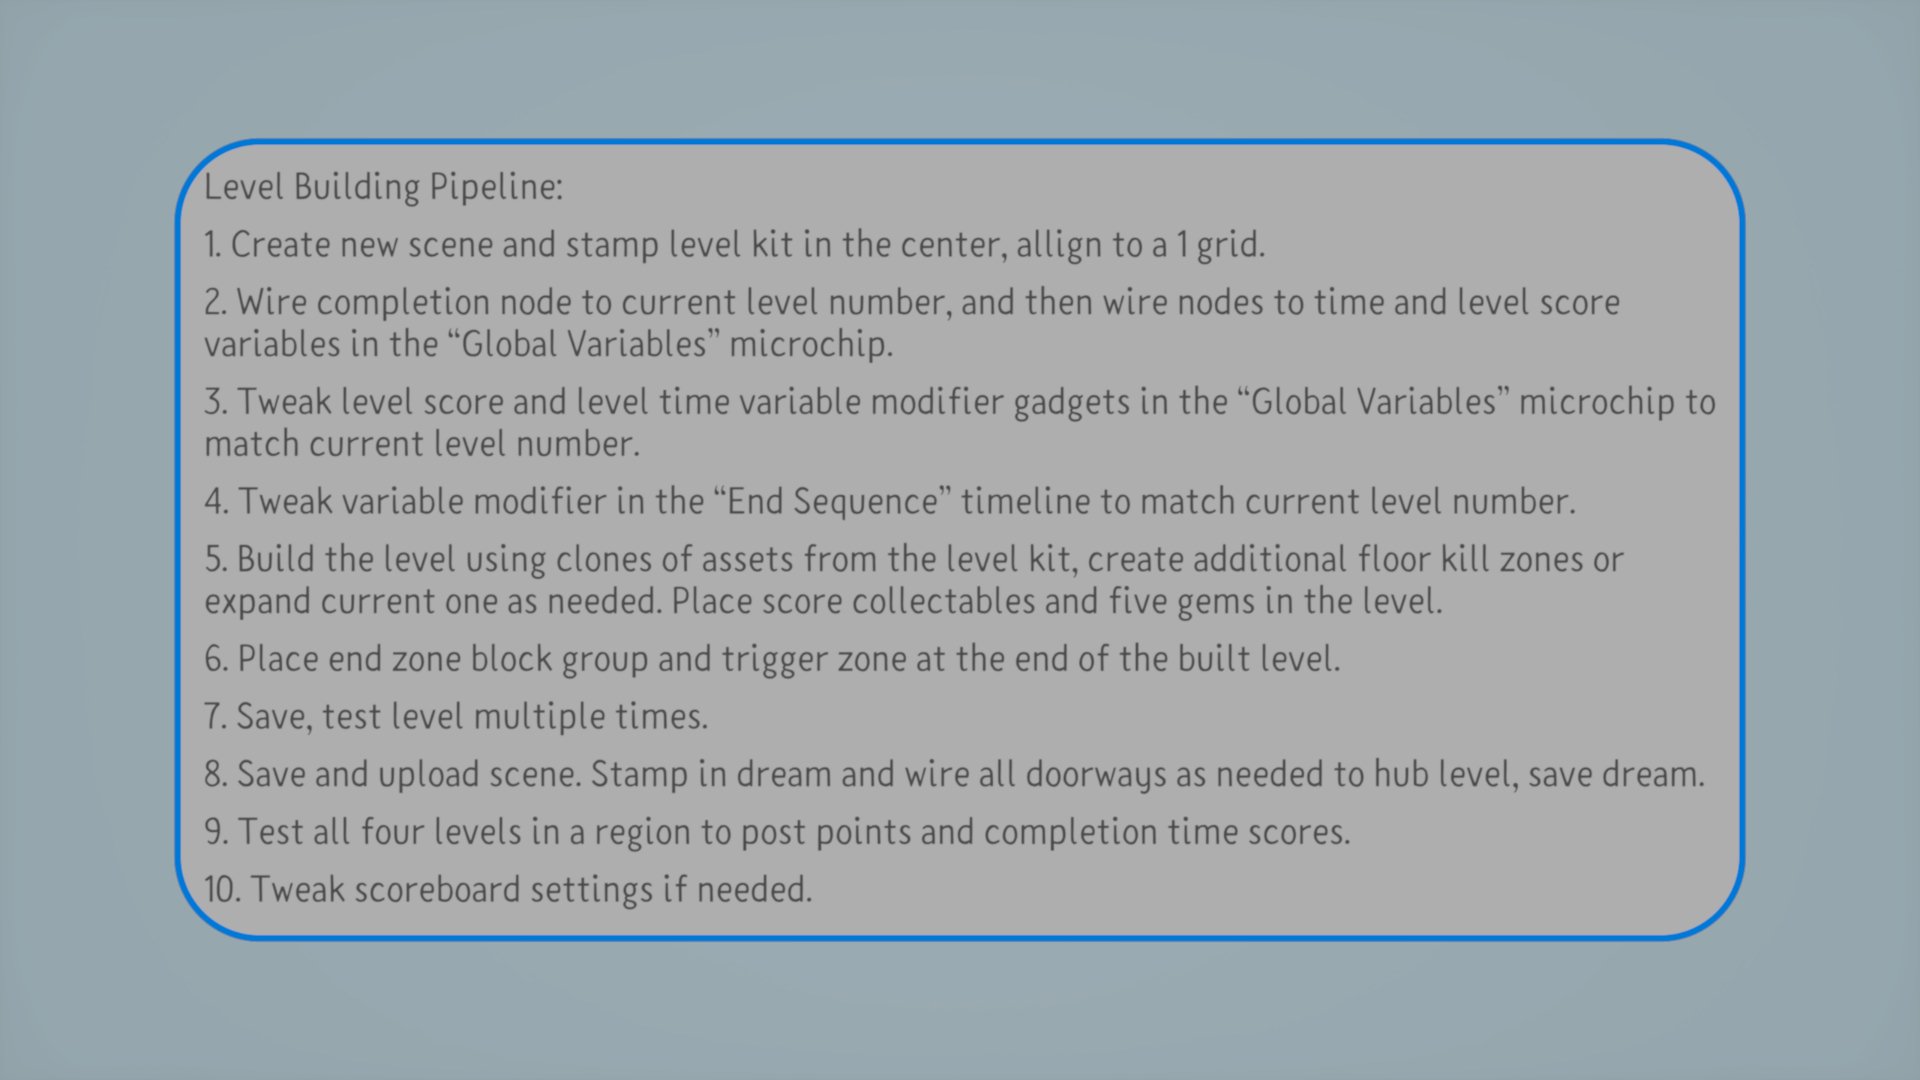 Level Building Pipeline:
1. Create new scene and stamp level kit in the center, allign to a 1 grid.
2. Wire completion node to current level number, and then wire nodes to time and level score
variables in the “Global Variables” microchip.
3. Tweak level score and level time variable modifier gadgets in the “Global Variables” microchip to
match current level number.
4. Tweak variable modifier in the “End Sequence” timeline to match current level number.
5. Build the level using clones of assets from the level kit, create additional floor kill zones or
expand current one as needed. Place score collectables and five gems in the level.
6. Place end zone block group and trigger zone at the end of the built level.
7. Save, test level multiple times.
8. Save and upload scene. Stamp in dream and wire all doorways as needed to hub level, save dream.
9. Test all four levels in a region to post points and completion time scores.
10. Tweak scoreboard settings if needed.